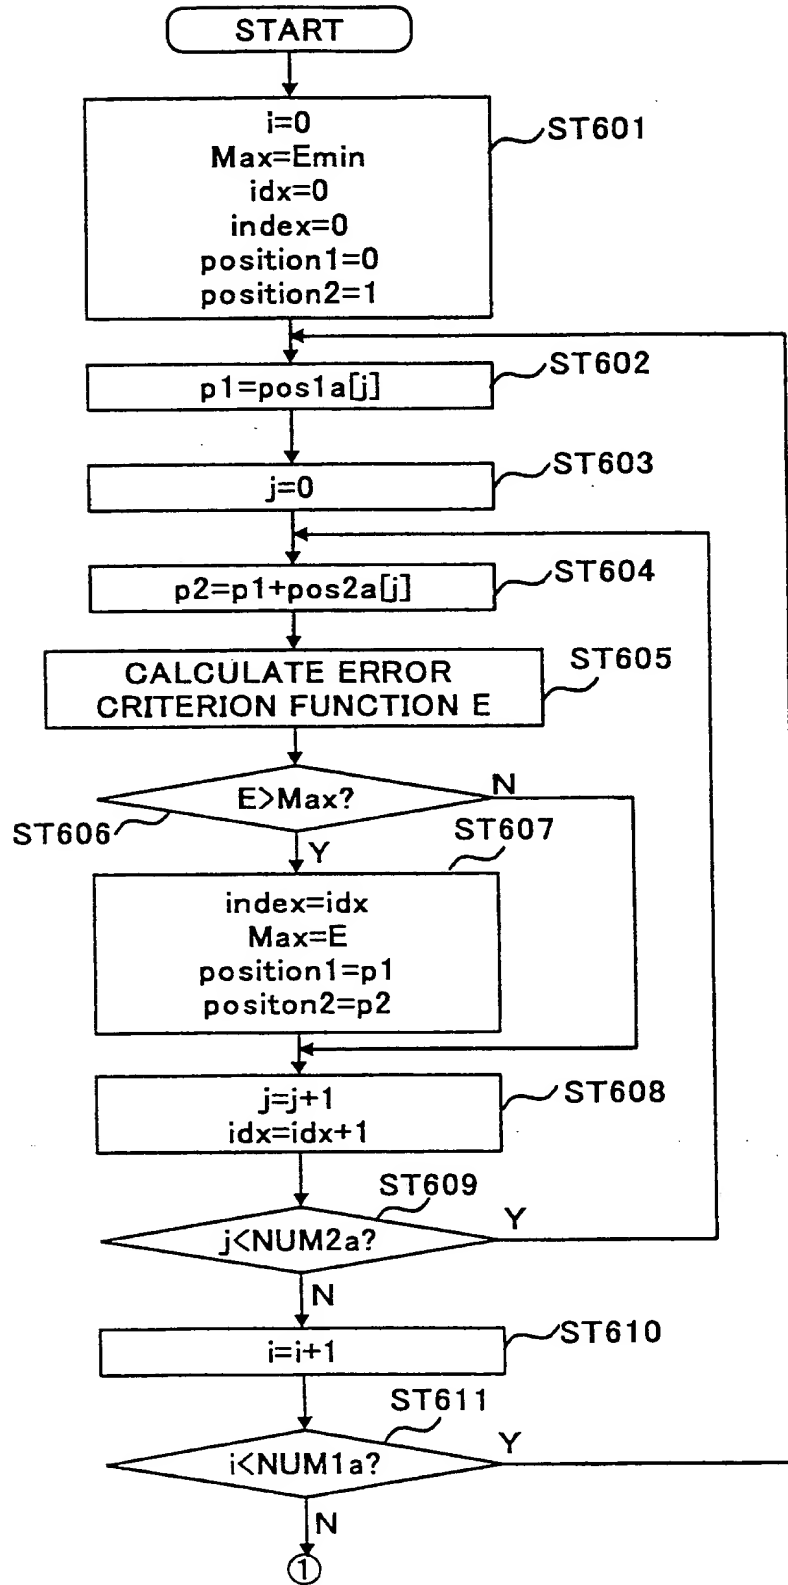 START
i=0
Max=Emin
idx=0
index=0
position1=0
position2=1
ST601
p1=pos1a[j]
ST602
j=0
ST603
p2=p1+pos2a[j]
ST604
CALCULATE ERROR
CRITERION FUNCTION E
ST605
E>Max?
N
ST606
Y
ST607
index=idx
Max=E
position1=p1
positon2=p2
j=j+1
idx=idx+1
ST608
ST609
j<NUM2a?
Y
N
i=i+1
ST610
ST611
i<NUM1a?
Y
N
1